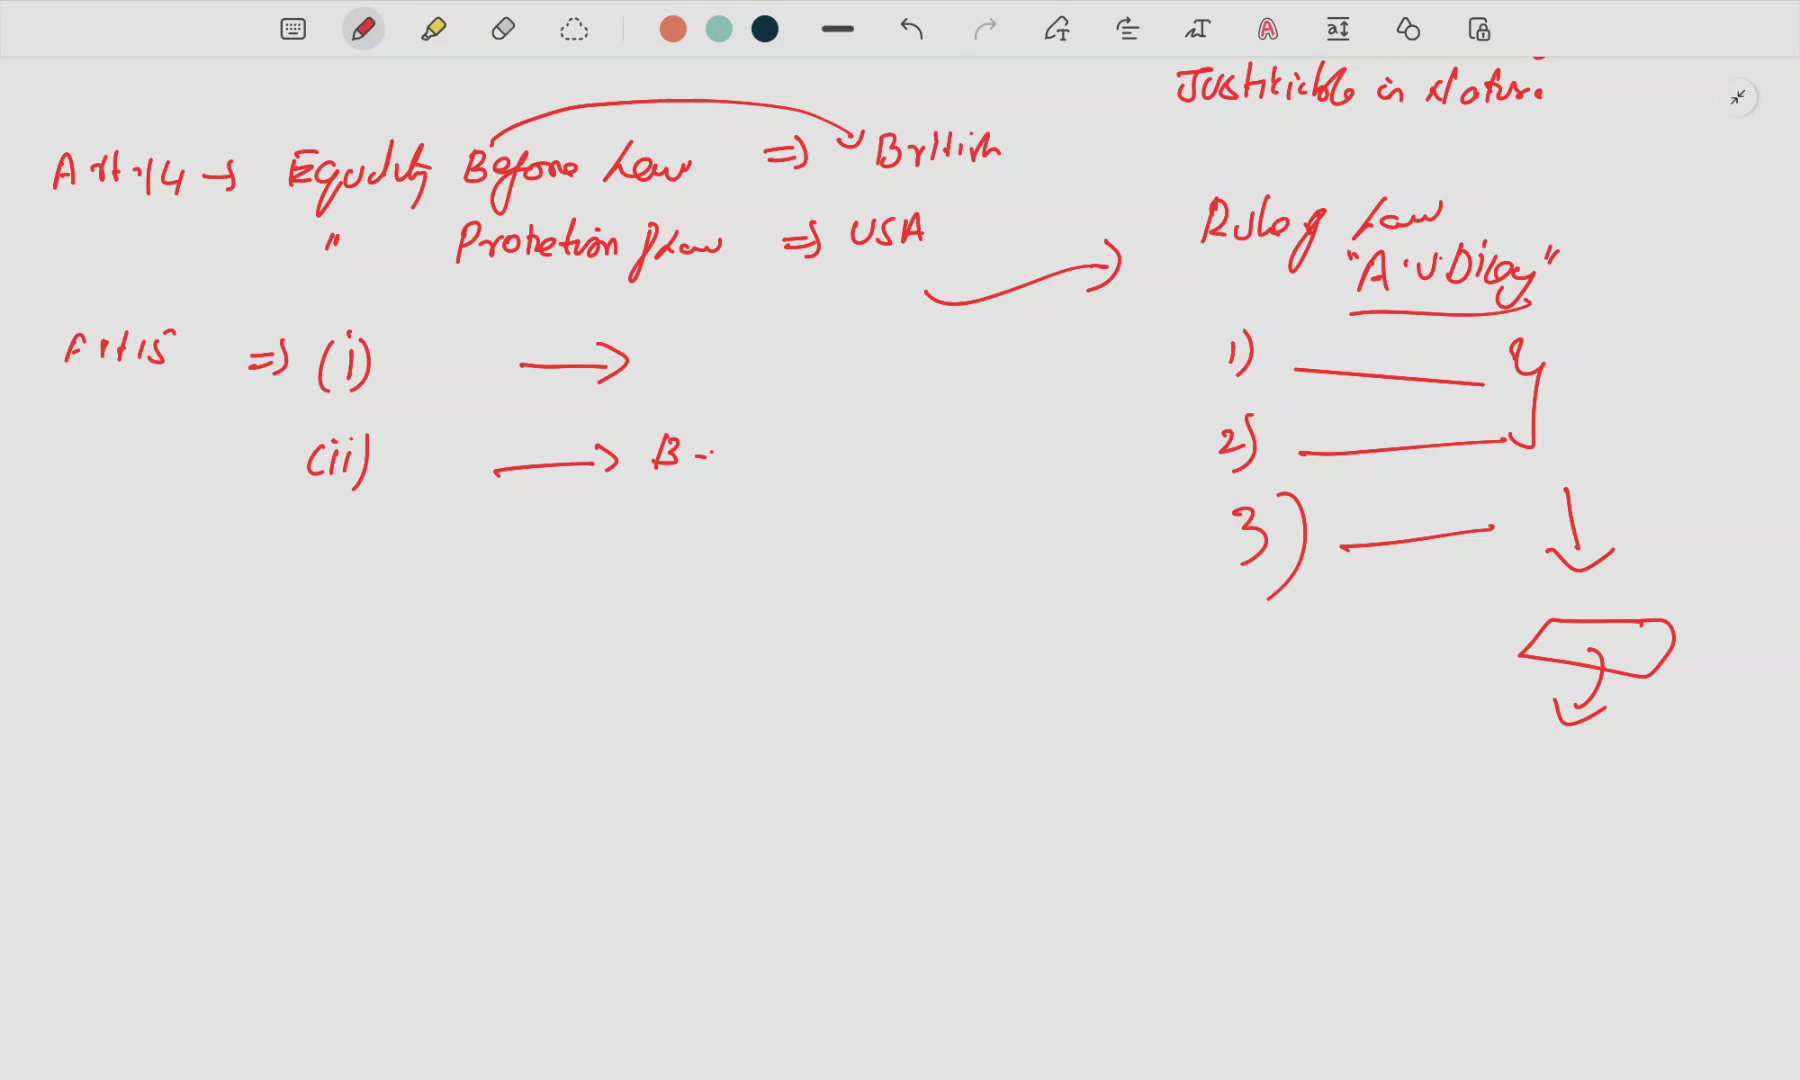 Justiciable in Nature.
Art. 14 → Equality Before Law ⇒ British
" Protection of Law ⇒ USA
Rule of Law
"A.V Dicey"
Art 15 ⇒ (i) →
(ii) → B -
1)
2)
3)